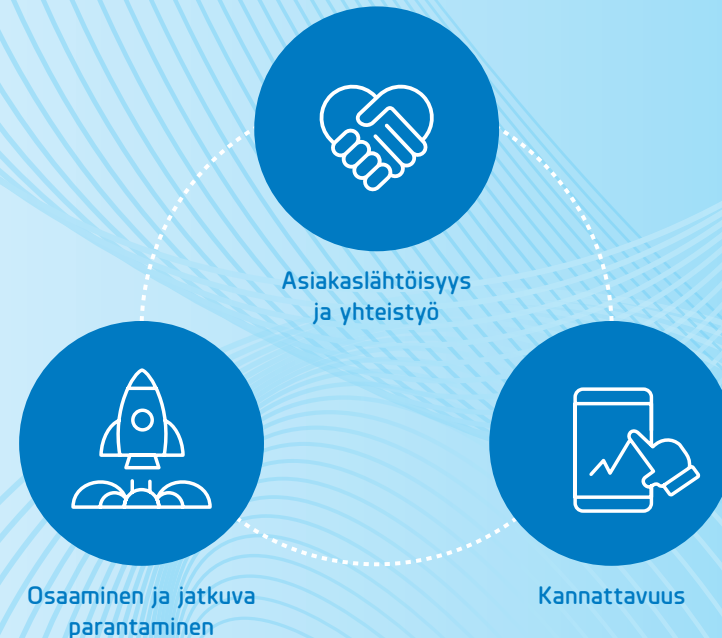 Asiakaslähtöisyys
ja yhteistyö
Osaaminen ja jatkuva
parantaminen
Kannattavuus